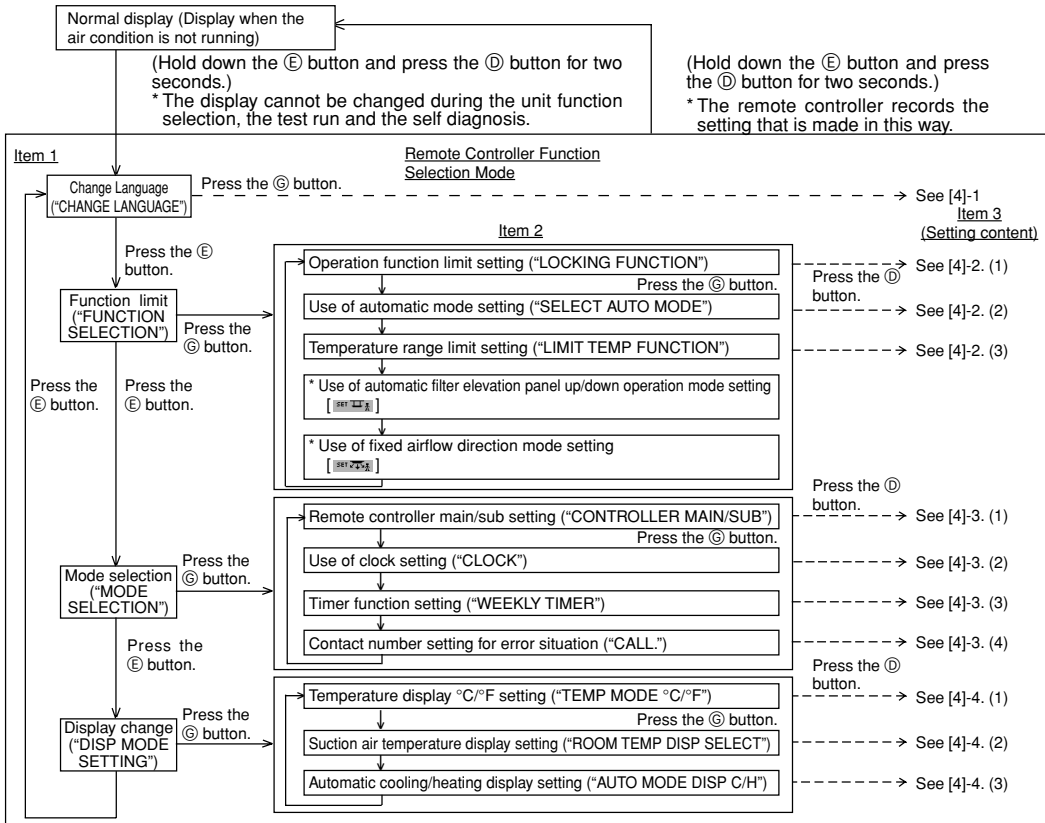 Normal display (Display when the
air condition is not running)
(Hold down the Ⓔ button and press the Ⓓ button for two
seconds.)
* The display cannot be changed during the unit function
selection, the test run and the self diagnosis.
(Hold down the Ⓔ button and press
the Ⓓ button for two seconds.)
* The remote controller records the
setting that is made in this way.
Item 1
Remote Controller Function
Selection Mode
Change Language
("CHANGE LANGUAGE")
Press the Ⓖ button.
See [4]-1
Item 3
(Setting content)
Item 2
Press the Ⓔ
button.
Operation function limit setting ("LOCKING FUNCTION")
See [4]-2. (1)
Press the Ⓖ button.
Press the Ⓓ
button.
Function limit
("FUNCTION
SELECTION")
Press the
Ⓖ button.
Use of automatic mode setting ("SELECT AUTO MODE")
See [4]-2. (2)
Temperature range limit setting ("LIMIT TEMP FUNCTION")
See [4]-2. (3)
Press the
Ⓔ button.
Press the
Ⓔ button.
* Use of automatic filter elevation panel up/down operation mode setting
[ SET ]
* Use of fixed airflow direction mode setting
[ SET ]
Press the Ⓓ
button.
Remote controller main/sub setting ("CONTROLLER MAIN/SUB")
See [4]-3. (1)
Press the Ⓖ button.
Mode selection
("MODE
SELECTION")
Press the
Ⓖ button.
Use of clock setting ("CLOCK")
See [4]-3. (2)
Timer function setting ("WEEKLY TIMER")
See [4]-3. (3)
Contact number setting for error situation ("CALL.")
See [4]-3. (4)
Press the
Ⓔ button.
Press the Ⓓ
button.
Temperature display °C/°F setting ("TEMP MODE °C/°F")
See [4]-4. (1)
Press the Ⓖ button.
Display change
("DISP MODE
SETTING")
Press the
Ⓖ button.
Suction air temperature display setting ("ROOM TEMP DISP SELECT")
See [4]-4. (2)
Automatic cooling/heating display setting ("AUTO MODE DISP C/H")
See [4]-4. (3)